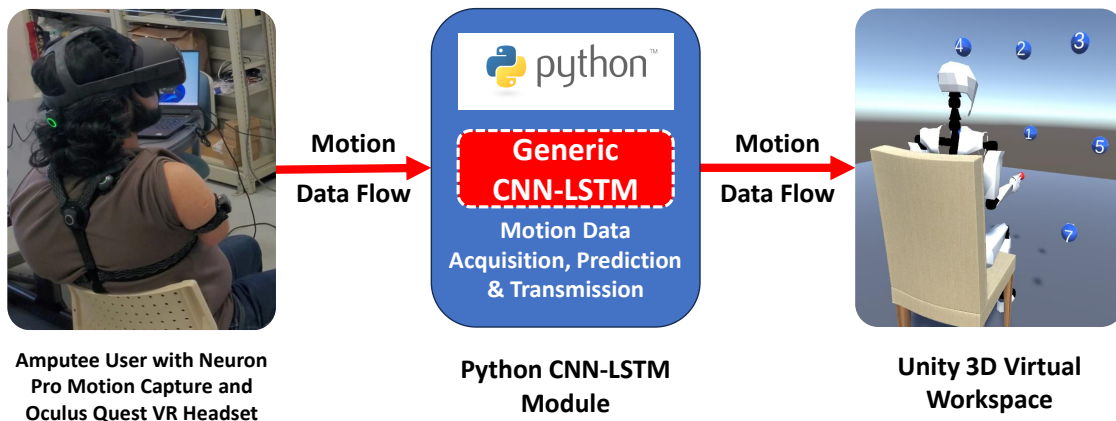 Motion
Data Flow
python™
Generic
CNN-LSTM
Motion Data
Acquisition, Prediction
& Transmission
Motion
Data Flow
4
2
3
1
5
7
Amputee User with Neuron
Pro Motion Capture and
Oculus Quest VR Headset
Python CNN-LSTM
Module
Unity 3D Virtual
Workspace